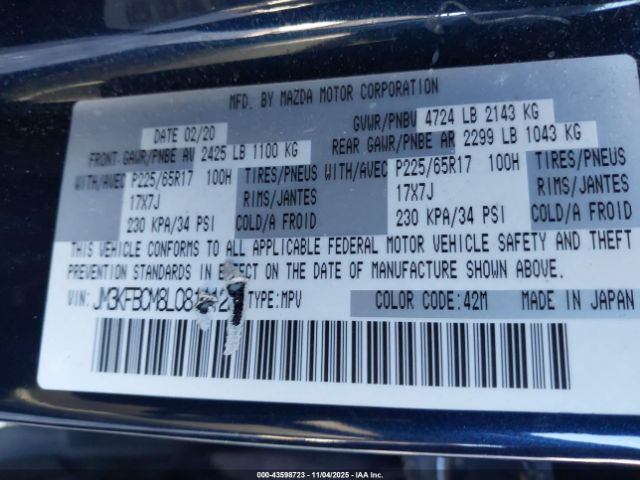 MFD. BY MAZDA MOTOR CORPORATION
DATE 02/20
GVWR/PNBV 4724 LB 2143 KG
FRONT GAWR/PNBE AV 2425 LB 1100 KG
REAR GAWR/PNBE AR 2299 LB 1043 KG
WITH/AVEC P225/65R17 100H TIRES/PNEUS
17X7J RIMS/JANTES
230 KPA/34 PSI COLD/A FROID
WITH/AVEC P225/65R17 100H TIRES/PNEUS
17X7J RIMS/JANTES
230 KPA/34 PSI COLD/A FROID
THIS VEHICLE CONFORMS TO ALL APPLICABLE FEDERAL MOTOR VEHICLE SAFETY AND THEFT
PREVENTION STANDARDS IN EFFECT ON THE DATE OF MANUFACTURE SHOWN ABOVE.
VIN: TYPE: MPV COLOR CODE: 42M MADE IN JAPAN
000-43598723 - 11/04/2025 - IAA Inc.